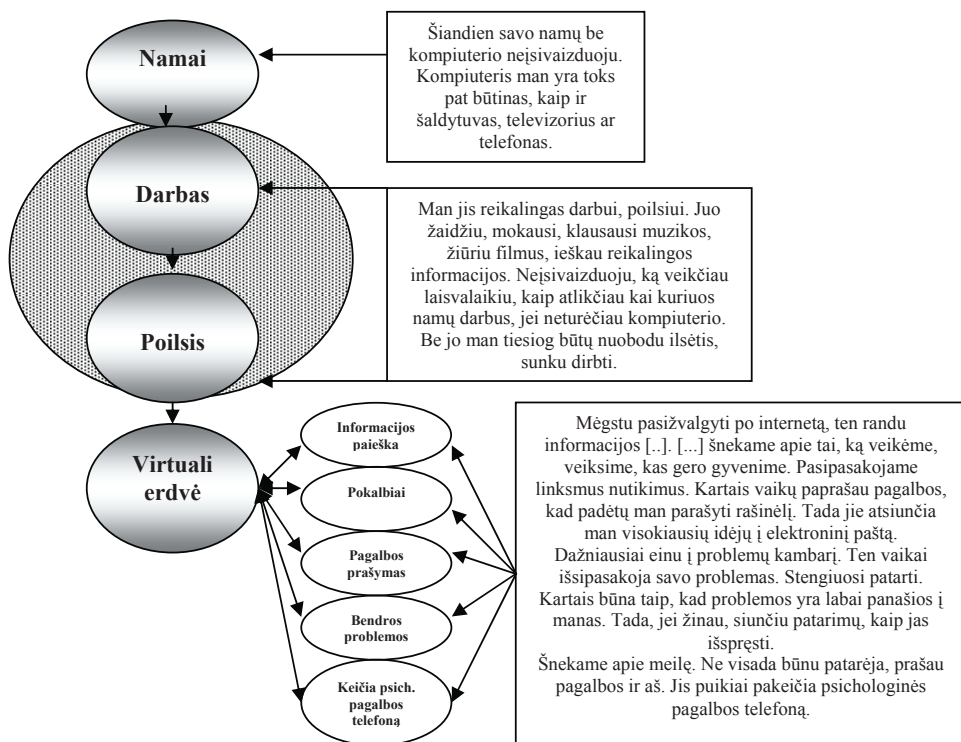 Namai
Šiandien savo namų be
kompiuterio neįsivaizduoju.
Kompiuteris man yra toks
pat būtinas, kaip ir
šaldytuvas, televizorius ar
telefonas.
Darbas
Man jis reikalingas darbui, poilsiui. Juo
žaidžiu, mokausi, klausausi muzikos,
žiūriu filmus, ieškau reikalingos
informacijos. Neįsivaizduoju, ką veikčiau
laisvalaikiu, kaip atlikčiau kai kuriuos
namų darbus, jei neturėčiau kompiuterio.
Be jo man tiesiog būtų nuobodu ilsėtis,
sunku dirbti.
Poilsis
Virtuali
erdvė
Informacijos
paieška
Pokalbiai
Pagalbos
prašymas
Bendros
problemos
Keičia psich.
pagalbos
telefoną
Mėgstu pasižvalgyti po internetą, ten randu
informacijos [..]. [...] šnekame apie tai, ką veikėme,
veiksime, kas gero gyvenime. Pasipasakojame
linksmus nutikimus. Kartais vaikų paprašau pagalbos,
kad padėtų man parašyti rašinėlį. Tada jie atsiunčia
man visokiausių idėjų į elektroninį paštą.
Dažniausiai einu į problemų kambarį. Ten vaikai
išsipasakoja savo problemas. Stengiuosi patarti.
Kartais būna taip, kad problemos yra labai panašios į
manas. Tada, jei žinau, siunčiu patarimų, kaip jas
išspręsti.
Šnekame apie meilę. Ne visada būnu patarėja, prašau
pagalbos ir aš. Jis puikiai pakeičia psichologinės
pagalbos telefoną.